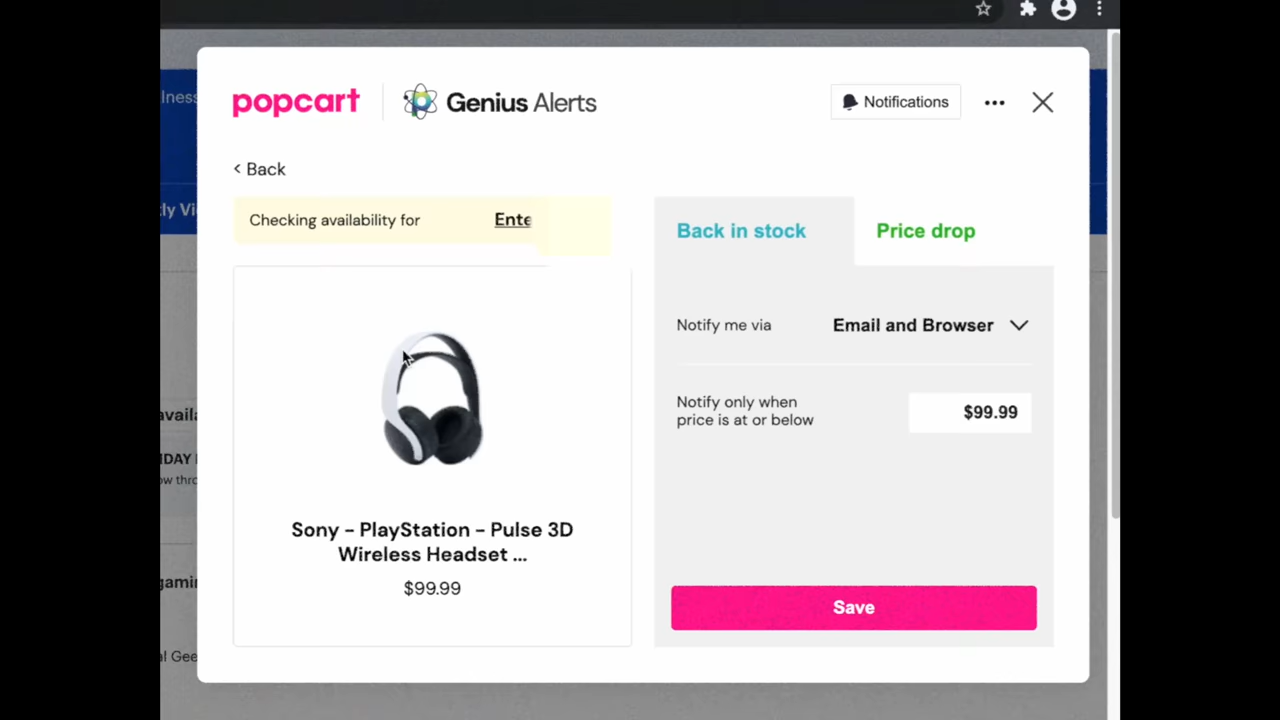 popcart
Genius Alerts
Notifications
< Back
Checking availability for
Ente
Back in stock
Price drop
Notify me via
Email and Browser
Notify only when
price is at or below
$99.99
Save
Sony - PlayStation - Pulse 3D
Wireless Headset ...
$99.99